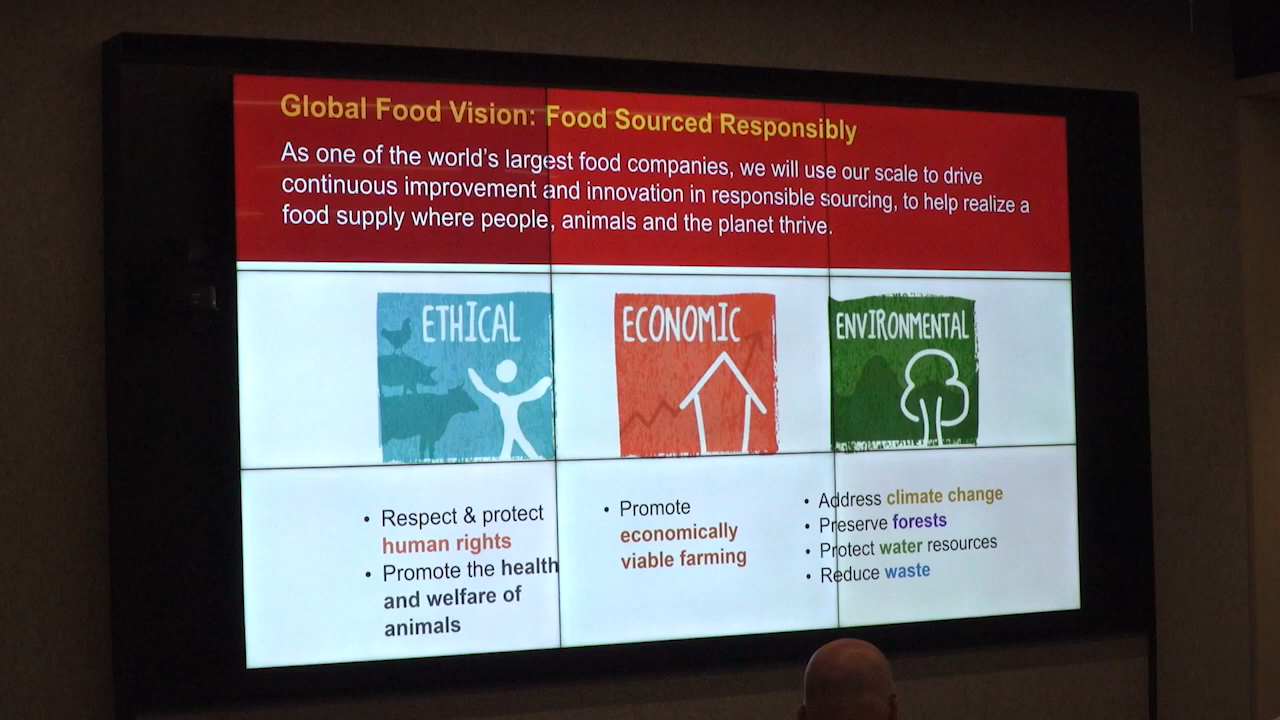 Global Food Vision: Food Sourced Responsibly
As one of the world's largest food companies, we will use our scale to drive
continuous improvement and innovation in responsible sourcing, to help realize a
food supply where people, animals and the planet thrive.
ETHICAL
ECONOMIC
ENVIRONMENTAL
• Respect & protect
human rights
• Promote the health
and welfare of
animals
• Promote
economically
viable farming
• Address climate change
• Preserve forests
• Protect water resources
• Reduce waste